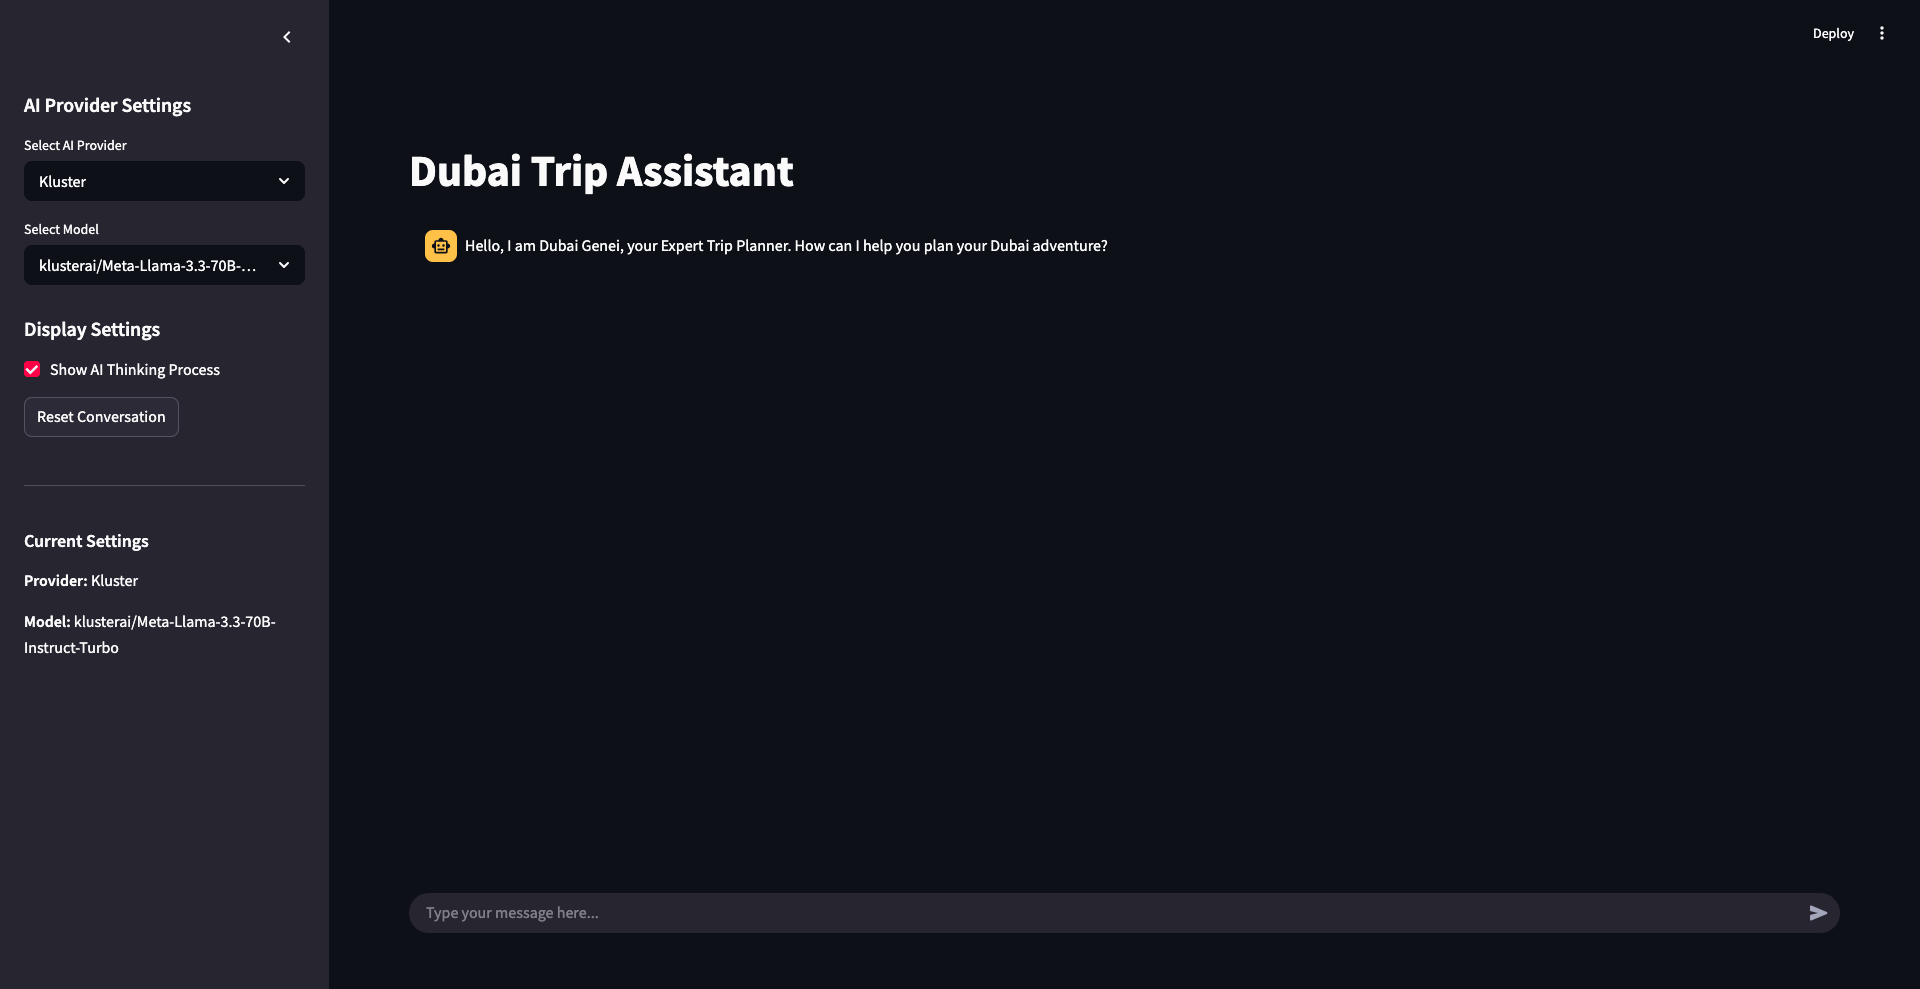 AI Provider Settings
Select AI Provider
Kluster
Select Model
klusterai/Meta-Llama-3.3-70B-...
Display Settings
Show AI Thinking Process
Reset Conversation
Current Settings
Provider: Kluster
Model: klusterai/Meta-Llama-3.3-70B-
Instruct-Turbo
Deploy
Dubai Trip Assistant
Hello, I am Dubai Genei, your Expert Trip Planner. How can I help you plan your Dubai adventure?
Type your message here...